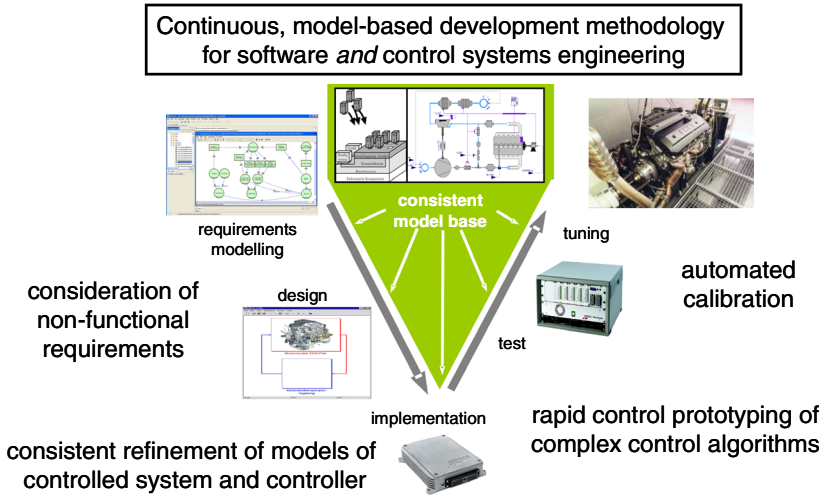 Continuous, model-based development methodology
for software and control systems engineering
consistent
model base
requirements
modelling
tuning
consideration of
non-functional
requirements
design
automated
calibration
test
implementation
rapid control prototyping of
complex control algorithms
consistent refinement of models of
controlled system and controller